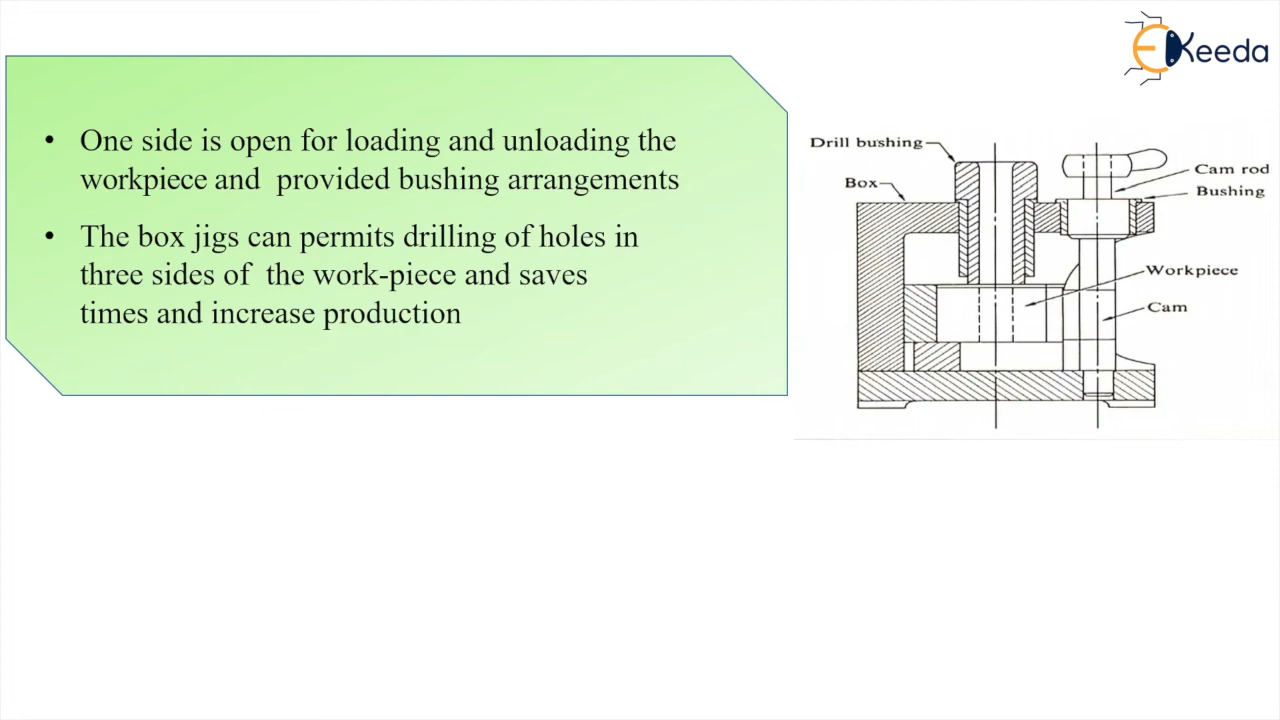 EKeeda
• One side is open for loading and unloading the
workpiece and provided bushing arrangements
• The box jigs can permits drilling of holes in
three sides of the work-piece and saves
times and increase production
Drill bushing
Box
Cam rod
Bushing
Workpiece
Cam